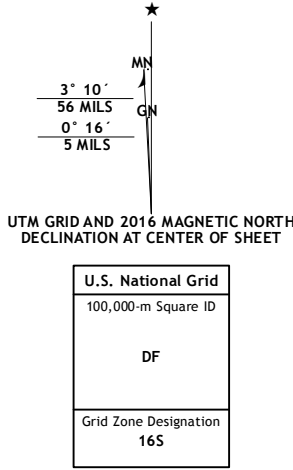 ★
MN
3° 10´
56 MILS
GN
0° 16´
5 MILS
UTM GRID AND 2016 MAGNETIC NORTH
DECLINATION AT CENTER OF SHEET
U.S. National Grid
100,000-m Square ID
DF
Grid Zone Designation
16S